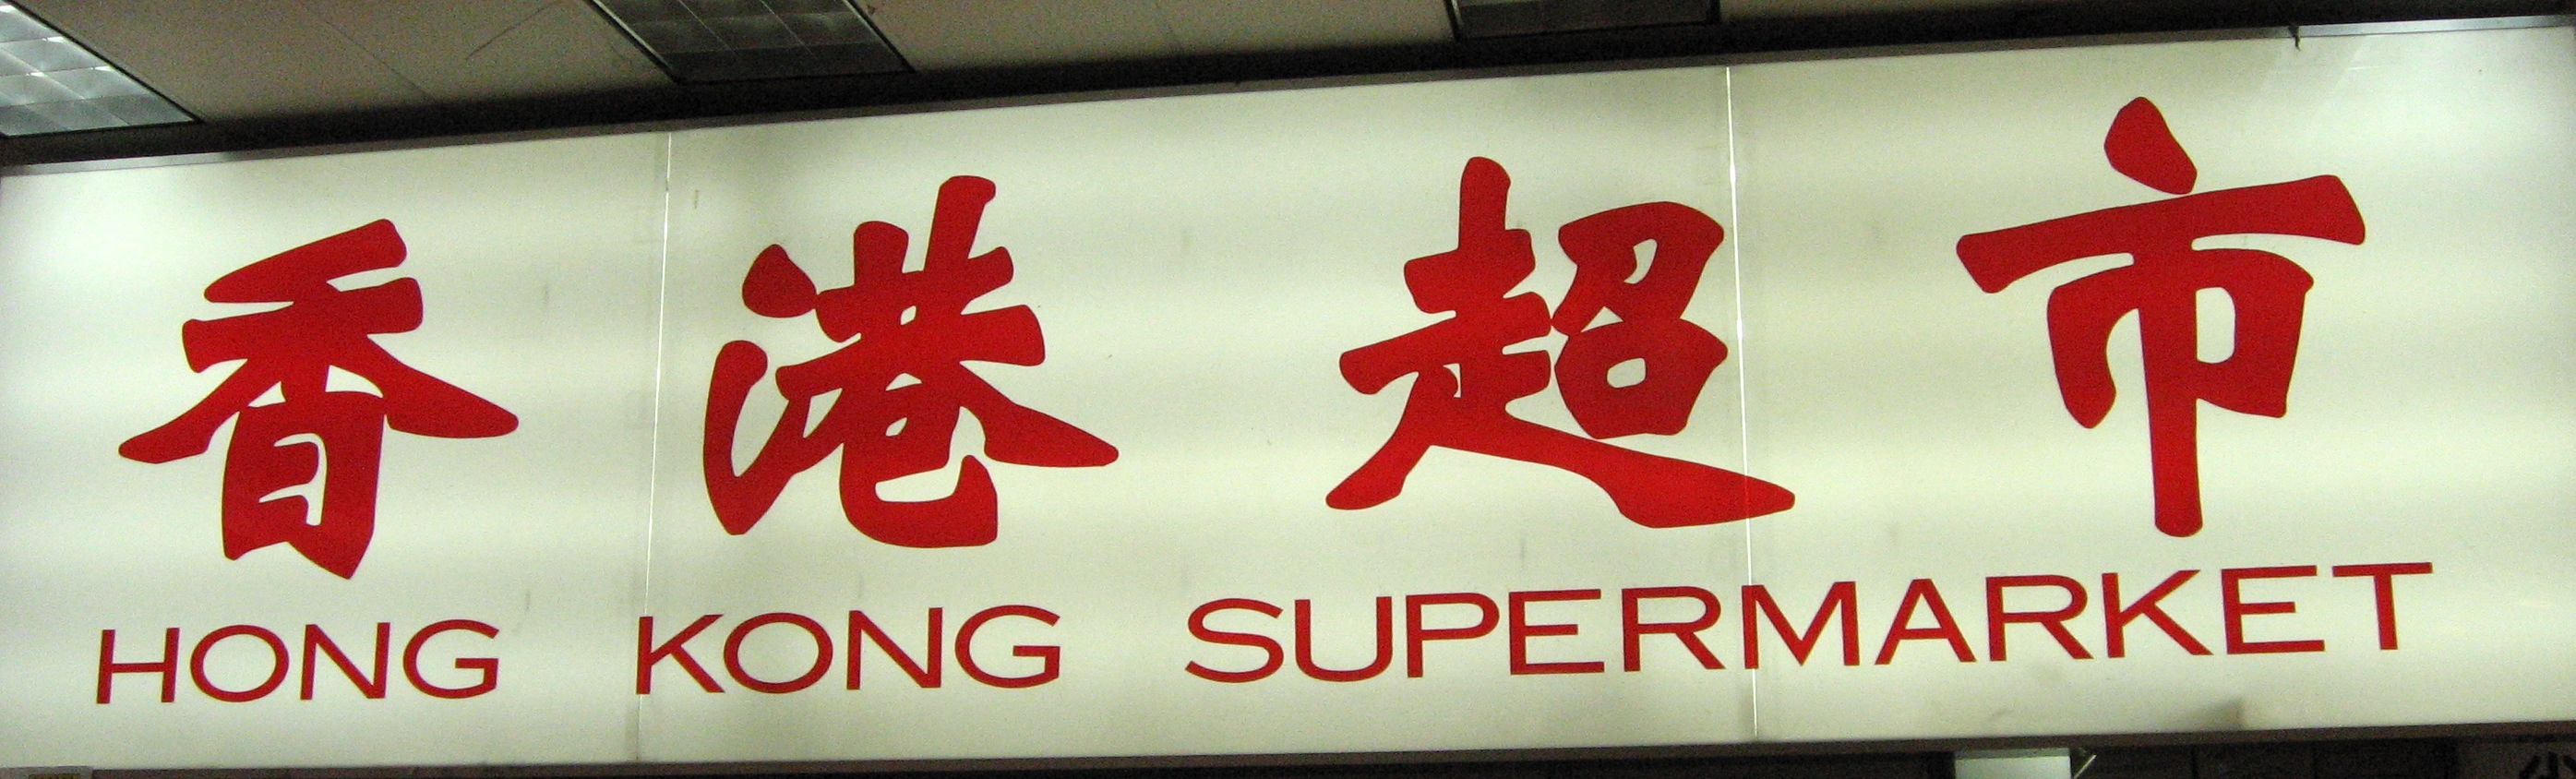 香港超市
HONG KONG SUPERMARKET